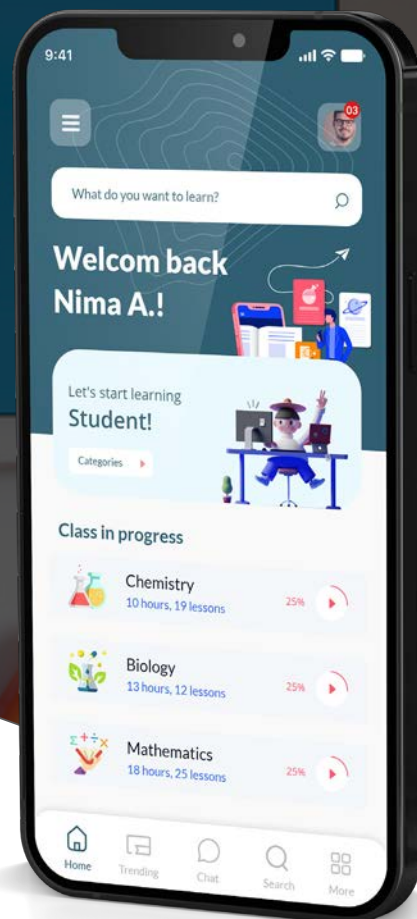 9:41
03
What do you want to learn?
Welcom back
Nima A.!
Let's start learning
Student!
Categories
Class in progress
Chemistry
10 hours, 19 lessons
25%
Biology
13 hours, 12 lessons
25%
Mathematics
18 hours, 25 lessons
25%
Home
Trending
Chat
Search
More